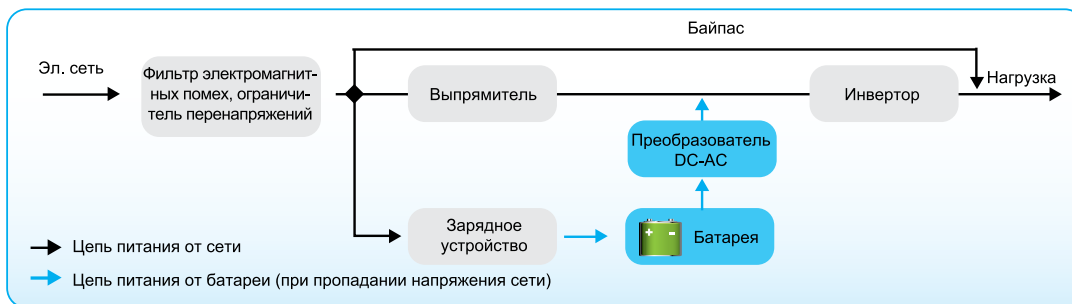 Байпас
Эл. сеть
Фильтр электромагнит-
ных помех, ограничи-
тель перенапряжений
Выпрямитель
Инвертор
Нагрузка
Преобразователь
DC-AC
Зарядное
устройство
+ -
Батарея
Цепь питания от сети
Цепь питания от батареи (при пропадании напряжения сети)